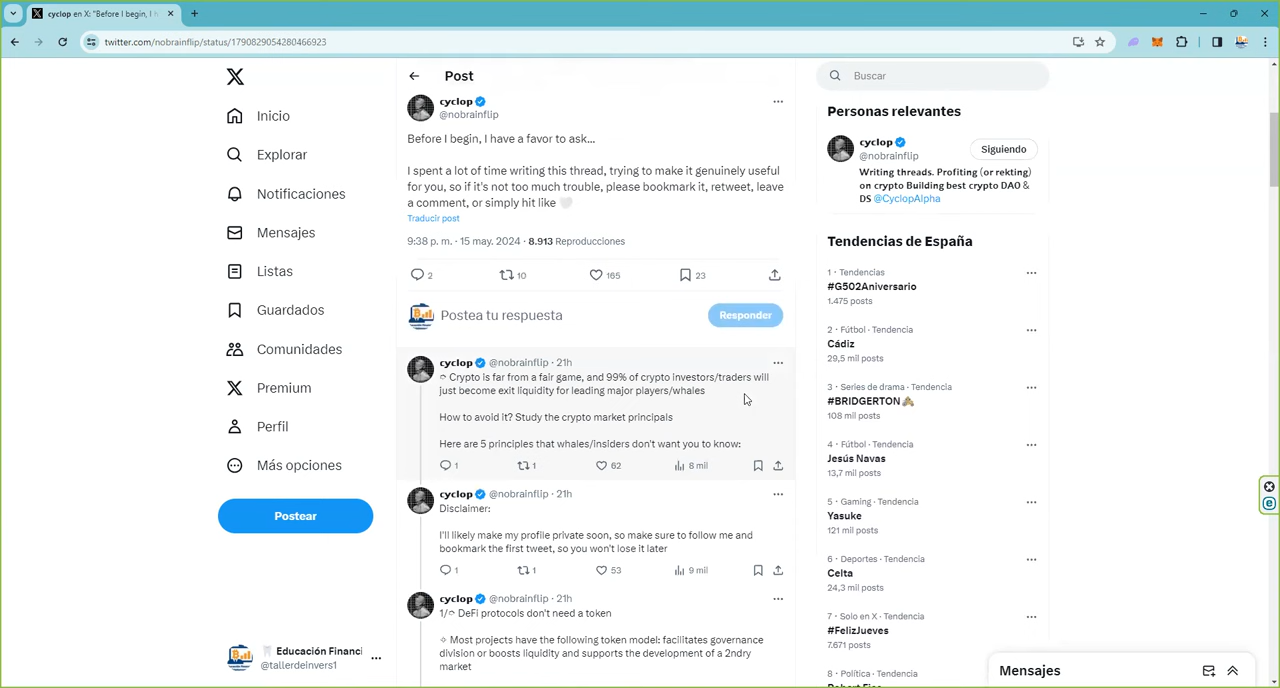 cyclop en X: "Before I begin, I h
twitter.com/nobrainflip/status/1790829054280466923
Inicio
Explorar
Notificaciones
Mensajes
Listas
Guardados
Comunidades
Premium
Perfil
Más opciones
Postear
Educación Financi
@tallerdeinvers1
Post
cyclop
@nobrainflip
Before I begin, I have a favor to ask...
I spent a lot of time writing this thread, trying to make it genuinely useful
for you, so if it's not too much trouble, please bookmark it, retweet, leave
a comment, or simply hit like 🤍
Traducir post
9:38 p. m. · 15 may. 2024 · 8.913 Reproducciones
2 10 165 23
Postea tu respuesta
Responder
cyclop @nobrainflip · 21h
Crypto is far from a fair game, and 99% of crypto investors/traders will
just become exit liquidity for leading major players/whales
How to avoid it? Study the crypto market principals
Here are 5 principles that whales/insiders don't want you to know:
1 1 62 8 mil
cyclop @nobrainflip · 21h
Disclaimer:
I'll likely make my profile private soon, so make sure to follow me and
bookmark the first tweet, so you won't lose it later
1 1 53 9 mil
cyclop @nobrainflip · 21h
1/ DeFi protocols don't need a token
✧ Most projects have the following token model: facilitates governance
division or boosts liquidity and supports the development of a 2ndry
market
Buscar
Personas relevantes
cyclop
@nobrainflip
Siguiendo
Writing threads. Profiting (or rekting)
on crypto Building best crypto DAO &
DS @CyclopAlpha
Tendencias de España
1 · Tendencias
#G502Aniversario
1.475 posts
2 · Fútbol · Tendencia
Cádiz
29,5 mil posts
3 · Series de drama · Tendencia
#BRIDGERTON
108 mil posts
4 · Fútbol · Tendencia
Jesús Navas
13,7 mil posts
5 · Gaming · Tendencia
Yasuke
121 mil posts
6 · Deportes · Tendencia
Celta
24,3 mil posts
7 · Solo en X · Tendencia
#FelizJueves
7.671 posts
8 · Política · Tendencia
Mensajes